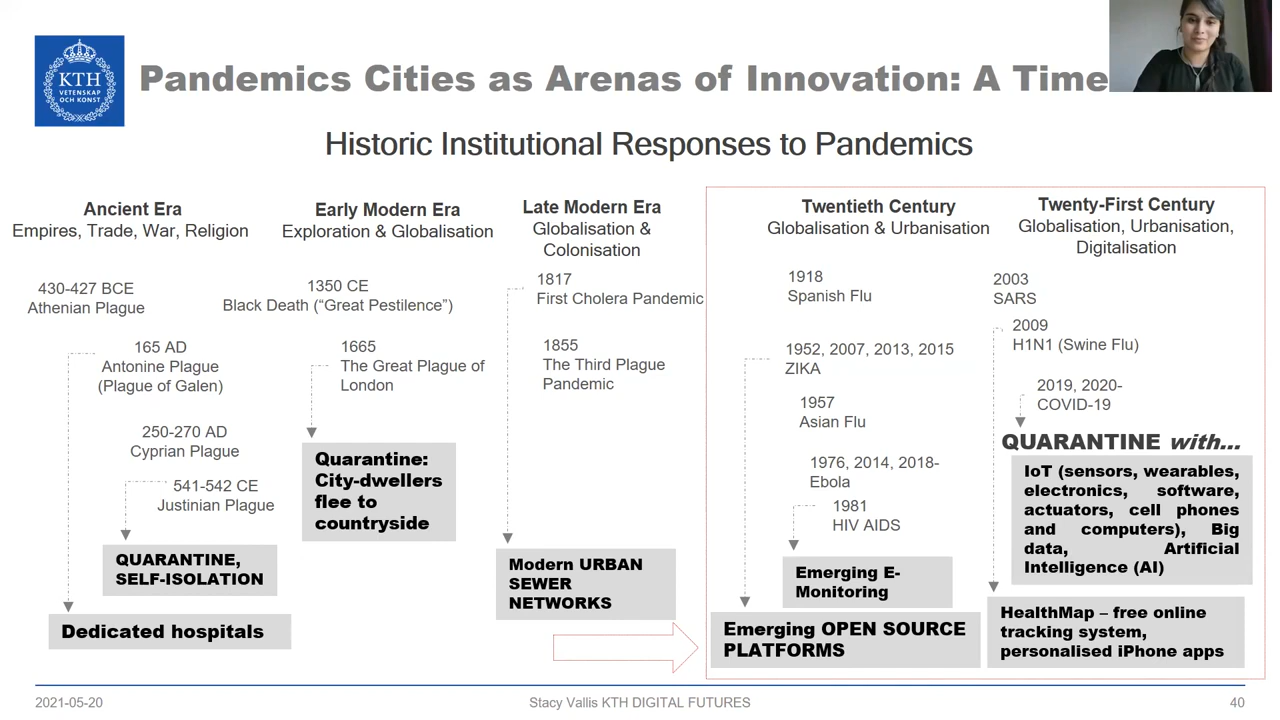 KTH
VETENSKAP
OCH KONST
Pandemics Cities as Arenas of Innovation: A Time
Historic Institutional Responses to Pandemics
Ancient Era
Empires, Trade, War, Religion
430-427 BCE
Athenian Plague
165 AD
Antonine Plague
(Plague of Galen)
250-270 AD
Cyprian Plague
541-542 CE
Justinian Plague
QUARANTINE,
SELF-ISOLATION
Dedicated hospitals
Early Modern Era
Exploration & Globalisation
1350 CE
Black Death (“Great Pestilence”)
1665
The Great Plague of
London
Quarantine:
City-dwellers
flee to
countryside
Late Modern Era
Globalisation &
Colonisation
1817
First Cholera Pandemic
1855
The Third Plague
Pandemic
Modern URBAN
SEWER
NETWORKS
Twentieth Century
Globalisation & Urbanisation
1918
Spanish Flu
1952, 2007, 2013, 2015
ZIKA
1957
Asian Flu
1976, 2014, 2018-
Ebola
1981
HIV AIDS
Emerging E-
Monitoring
Emerging OPEN SOURCE
PLATFORMS
Twenty-First Century
Globalisation, Urbanisation,
Digitalisation
2003
SARS
2009
H1N1 (Swine Flu)
2019, 2020-
COVID-19
QUARANTINE with...
IoT (sensors, wearables,
electronics, software,
actuators, cell phones
and computers), Big
data, Artificial
Intelligence (AI)
HealthMap – free online
tracking system,
personalised iPhone apps
2021-05-20
Stacy Vallis KTH DIGITAL FUTURES
40